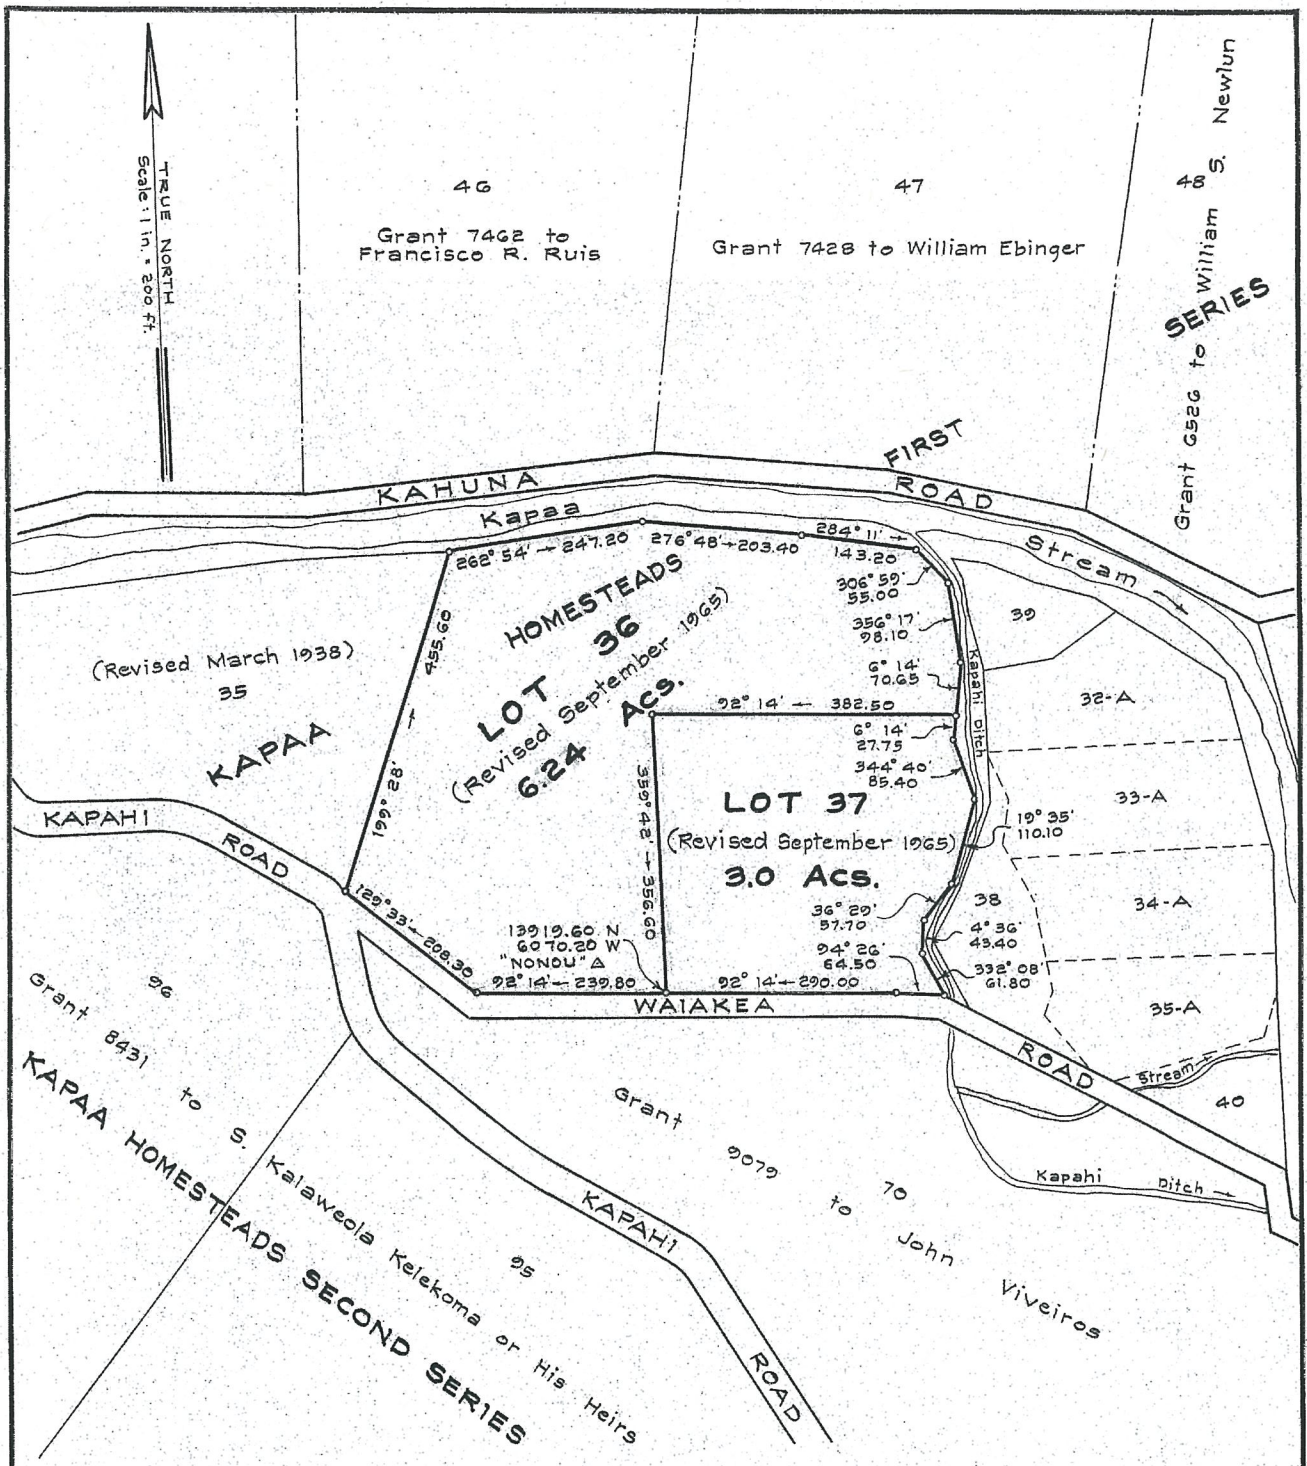 TRUE NORTH
Scale: 1 in. = 200 ft.
46
Grant 7462 to
Francisco R. Ruis
47
Grant 7428 to William Ebinger
48
Grant 6526 to William S. Newlun
FIRST
SERIES
KAHUNA
ROAD
Kapaa
Stream
262° 54' 247.20
276° 48' 203.40
284° 11'
143.20
306° 59'
55.00
356° 17'
98.10
6° 14'
70.65
HOMESTEADS
LOT 36
(Revised September 1965)
6.24 Acs.
455.60
199° 28'
(Revised March 1938)
35
KAPAA
39
Kapahi Ditch
32-A
92° 14' 382.50
6° 14'
27.75
344° 40'
85.40
359° 42' 356.60
LOT 37
(Revised September 1965)
3.0 Acs.
19° 35'
110.10
33-A
KAPAHI
ROAD
129° 33' 208.30
36° 29'
57.70
38
34-A
4° 36'
43.40
13919.60 N
6070.20 W
"NONOU" △
94° 26'
64.50
332° 08'
61.80
92° 14' 239.80
92° 14' 290.00
WAIAKEA
ROAD
35-A
Stream
40
96
Grant 8431 to S. Kalaweola Kelekoma or His Heirs
95
KAPAA HOMESTEADS SECOND SERIES
Grant 9079 to John Viveiros
70
Kapahi Ditch
KAPAHI
ROAD